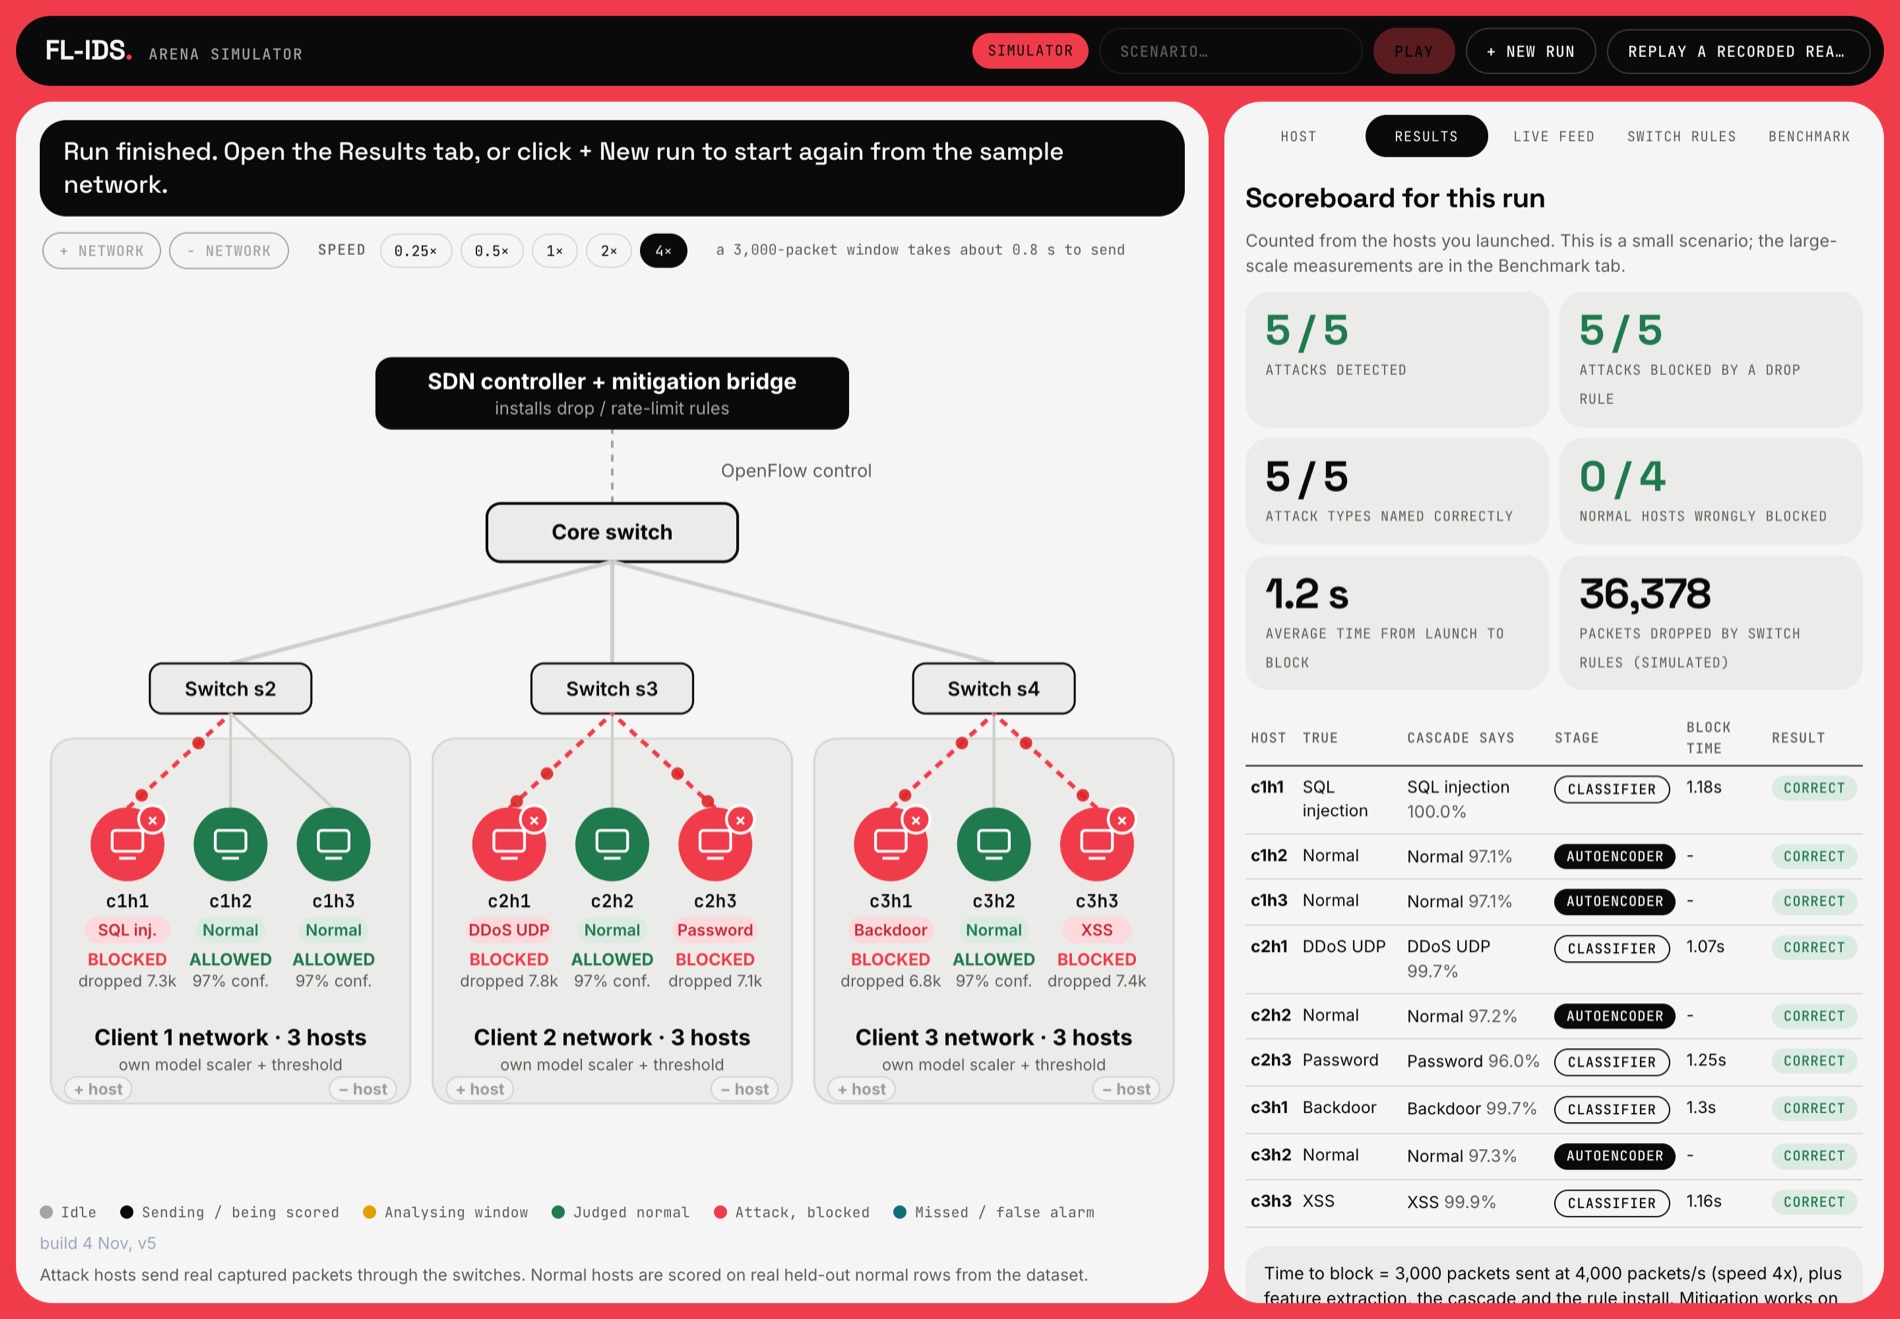 FL-IDS. ARENA SIMULATOR
SIMULATOR
SCENARIO…
PLAY
+ NEW RUN
REPLAY A RECORDED REA…
Run finished. Open the Results tab, or click + New run to start again from the sample
network.
+ NETWORK
- NETWORK
SPEED
0.25×
0.5×
1×
2×
4×
a 3,000-packet window takes about 0.8 s to send
SDN controller + mitigation bridge
installs drop / rate-limit rules
OpenFlow control
Core switch
Switch s2
Switch s3
Switch s4
c1h1 c1h2 c1h3
SQL inj. Normal Normal
BLOCKED ALLOWED ALLOWED
dropped 7.3k 97% conf. 97% conf.
Client 1 network · 3 hosts
own model scaler + threshold
+ host − host
c2h1 c2h2 c2h3
DDoS UDP Normal Password
BLOCKED ALLOWED BLOCKED
dropped 7.8k 97% conf. dropped 7.1k
Client 2 network · 3 hosts
own model scaler + threshold
+ host − host
c3h1 c3h2 c3h3
Backdoor Normal XSS
BLOCKED ALLOWED BLOCKED
dropped 6.8k 97% conf. dropped 7.4k
Client 3 network · 3 hosts
own model scaler + threshold
+ host − host
Idle
Sending / being scored
Analysing window
Judged normal
Attack, blocked
Missed / false alarm
build 4 Nov, v5
Attack hosts send real captured packets through the switches. Normal hosts are scored on real held-out normal rows from the dataset.
HOST
RESULTS
LIVE FEED
SWITCH RULES
BENCHMARK
Scoreboard for this run
Counted from the hosts you launched. This is a small scenario; the large-
scale measurements are in the Benchmark tab.
5 / 5
ATTACKS DETECTED
5 / 5
ATTACKS BLOCKED BY A DROP
RULE
5 / 5
ATTACK TYPES NAMED CORRECTLY
0 / 4
NORMAL HOSTS WRONGLY BLOCKED
1.2 s
AVERAGE TIME FROM LAUNCH TO
BLOCK
36,378
PACKETS DROPPED BY SWITCH
RULES (SIMULATED)
HOST TRUE CASCADE SAYS STAGE BLOCK TIME RESULT
c1h1 SQL injection SQL injection 100.0% CLASSIFIER 1.18s CORRECT
c1h2 Normal Normal 97.1% AUTOENCODER - CORRECT
c1h3 Normal Normal 97.1% AUTOENCODER - CORRECT
c2h1 DDoS UDP DDoS UDP 99.7% CLASSIFIER 1.07s CORRECT
c2h2 Normal Normal 97.2% AUTOENCODER - CORRECT
c2h3 Password Password 96.0% CLASSIFIER 1.25s CORRECT
c3h1 Backdoor Backdoor 99.7% CLASSIFIER 1.3s CORRECT
c3h2 Normal Normal 97.3% AUTOENCODER - CORRECT
c3h3 XSS XSS 99.9% CLASSIFIER 1.16s CORRECT
Time to block = 3,000 packets sent at 4,000 packets/s (speed 4x), plus
feature extraction, the cascade and the rule install. Mitigation works on